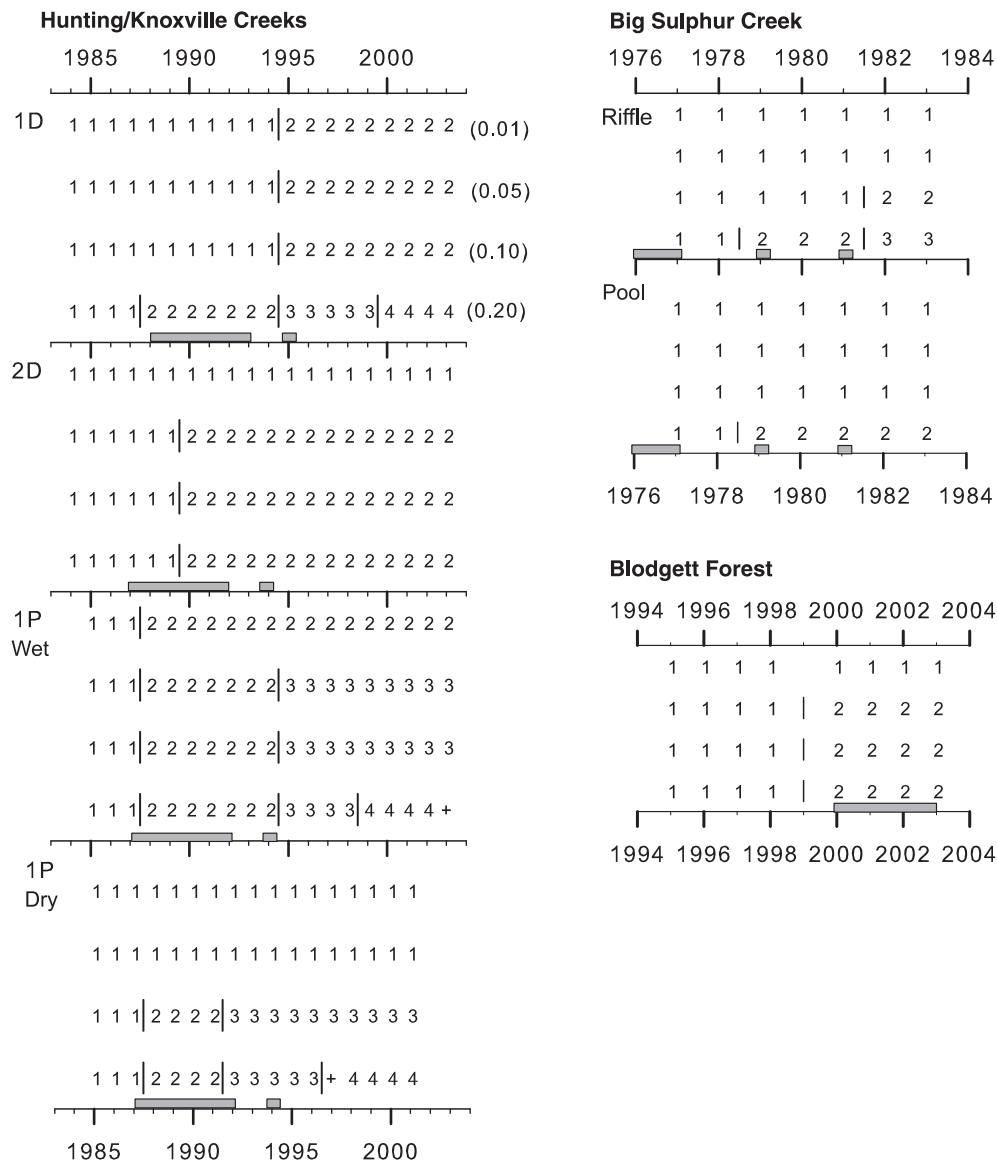 Hunting/Knoxville Creeks
1985 1990 1995 2000
1D 1 1 1 1 1 1 1 1 1 1 1|2 2 2 2 2 2 2 2 2 (0.01)
1 1 1 1 1 1 1 1 1 1 1|2 2 2 2 2 2 2 2 2 (0.05)
1 1 1 1 1 1 1 1 1 1 1|2 2 2 2 2 2 2 2 2 (0.10)
1 1 1 1|2 2 2 2 2 2 2|3 3 3 3 3|4 4 4 4 (0.20)
2D 1 1 1 1 1 1 1 1 1 1 1 1 1 1 1 1 1 1 1 1
1 1 1 1 1 1|2 2 2 2 2 2 2 2 2 2 2 2 2 2
1 1 1 1 1 1|2 2 2 2 2 2 2 2 2 2 2 2 2 2
1 1 1 1 1 1|2 2 2 2 2 2 2 2 2 2 2 2 2 2
1P Wet 1 1 1|2 2 2 2 2 2 2 2 2 2 2 2 2 2 2 2
1 1 1|2 2 2 2 2 2 2|3 3 3 3 3 3 3 3 3
1 1 1|2 2 2 2 2 2 2|3 3 3 3 3 3 3 3 3
1 1 1|2 2 2 2 2 2 2|3 3 3 3|4 4 4 4 +
1P Dry 1 1 1 1 1 1 1 1 1 1 1 1 1 1 1 1 1
1 1 1 1 1 1 1 1 1 1 1 1 1 1 1 1 1
1 1 1|2 2 2 2|3 3 3 3 3 3 3 3 3 3
1 1 1|2 2 2 2|3 3 3 3 3|+ 4 4 4 4
1985 1990 1995 2000
Big Sulphur Creek
1976 1978 1980 1982 1984
Riffle 1 1 1 1 1 1 1
1 1 1 1 1 1 1
1 1 1 1 1|2 2
1 1|2 2 2|3 3
Pool 1 1 1 1 1 1 1
1 1 1 1 1 1 1
1 1 1 1 1 1 1
1 1|2 2 2 2 2
1976 1978 1980 1982 1984
Blodgett Forest
1994 1996 1998 2000 2002 2004
1 1 1 1 1 1 1 1
1 1 1 1 | 2 2 2 2
1 1 1 1 | 2 2 2 2
1 1 1 1 | 2 2 2 2
1994 1996 1998 2000 2002 2004